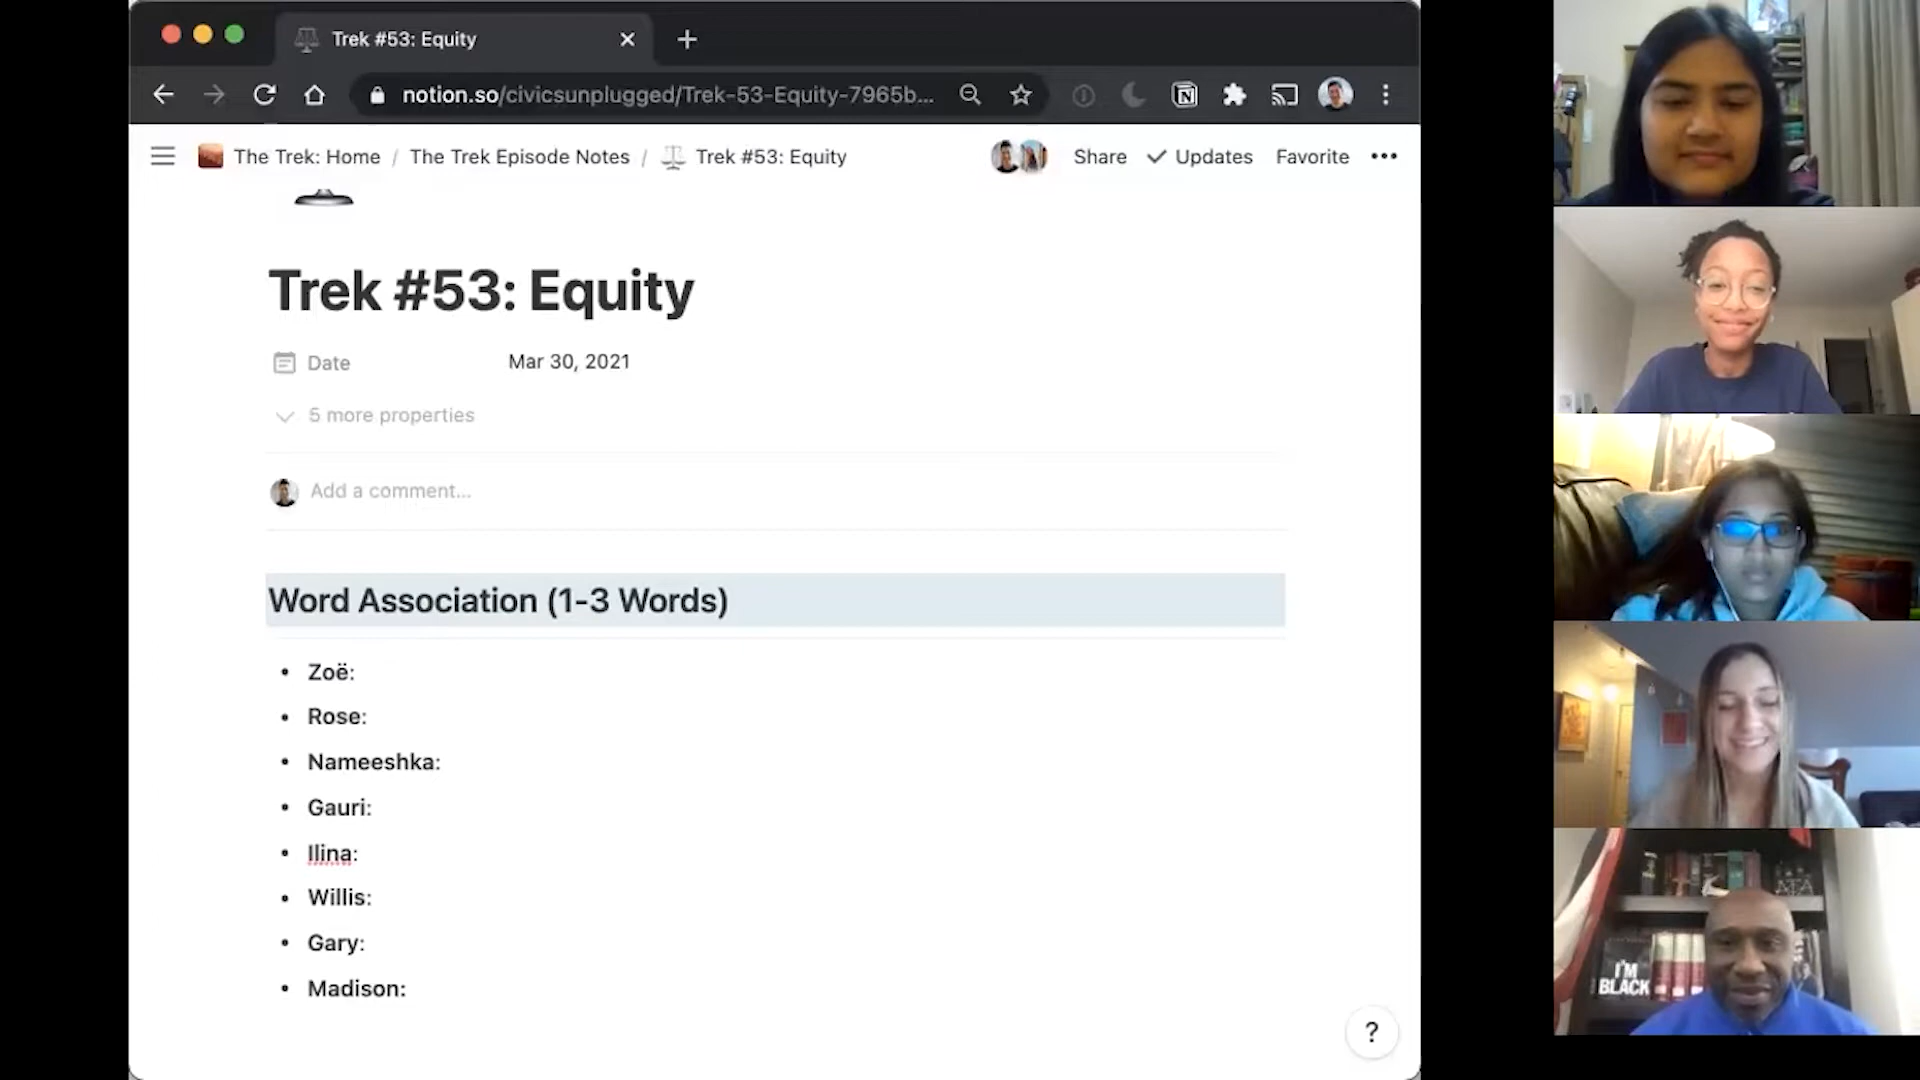 Trek #53: Equity
notion.so/civicsunplugged/Trek-53-Equity-7965b...
The Trek: Home / The Trek Episode Notes / Trek #53: Equity
Share Updates Favorite
Trek #53: Equity
Date Mar 30, 2021
5 more properties
Add a comment...
Word Association (1-3 Words)
• Zoë:
• Rose:
• Nameeshka:
• Gauri:
• Ilina:
• Willis:
• Gary:
• Madison:
?
I'M
BLACK